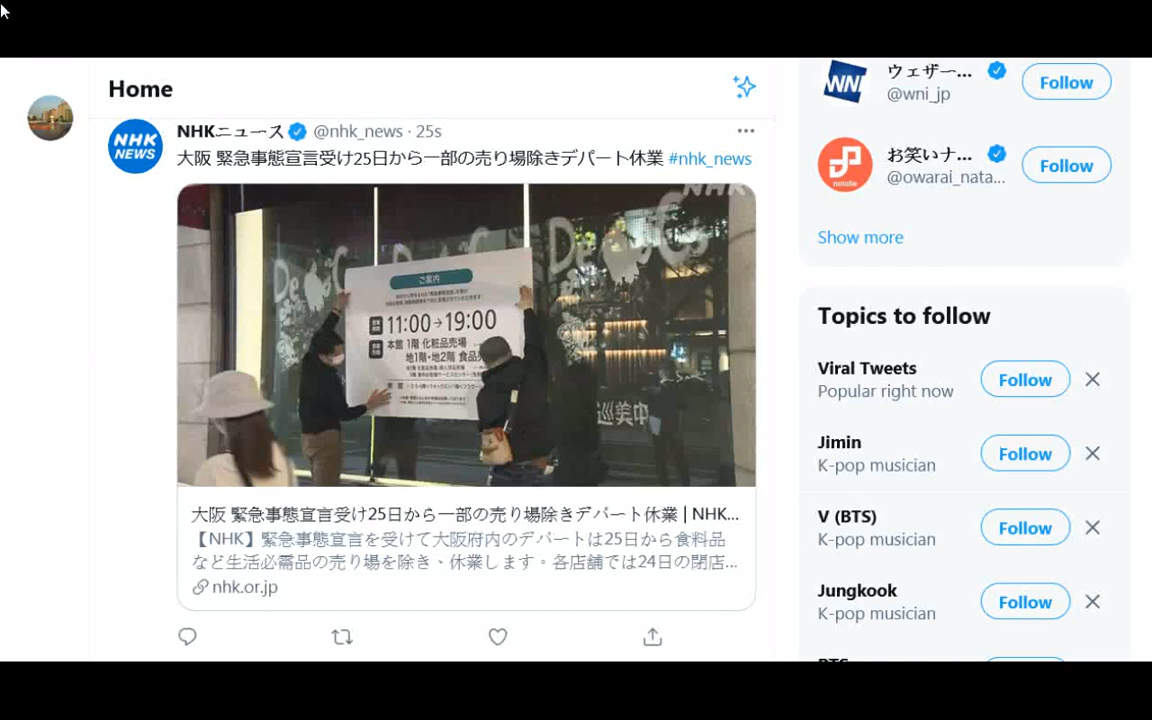 Home
NHK NEWS
NHKニュース @nhk_news · 25s
大阪 緊急事態宣言受け25日から一部の売り場除きデパート休業 #nhk_news
NHK
ご案内
11:00→19:00
本館 1階 化粧品売場
地1階・地2階 食品
巡美中
大阪 緊急事態宣言受け25日から一部の売り場除きデパート休業 | NHK...
【NHK】緊急事態宣言を受けて大阪府内のデパートは25日から食料品
など生活必需品の売り場を除き、休業します。各店舗では24日の閉店...
nhk.or.jp
WNI
ウェザー...
@wni_jp
Follow
natalie
お笑いナ...
@owarai_nata...
Follow
Show more
Topics to follow
Viral Tweets
Popular right now
Follow
Jimin
K-pop musician
Follow
V (BTS)
K-pop musician
Follow
Jungkook
K-pop musician
Follow
BTS